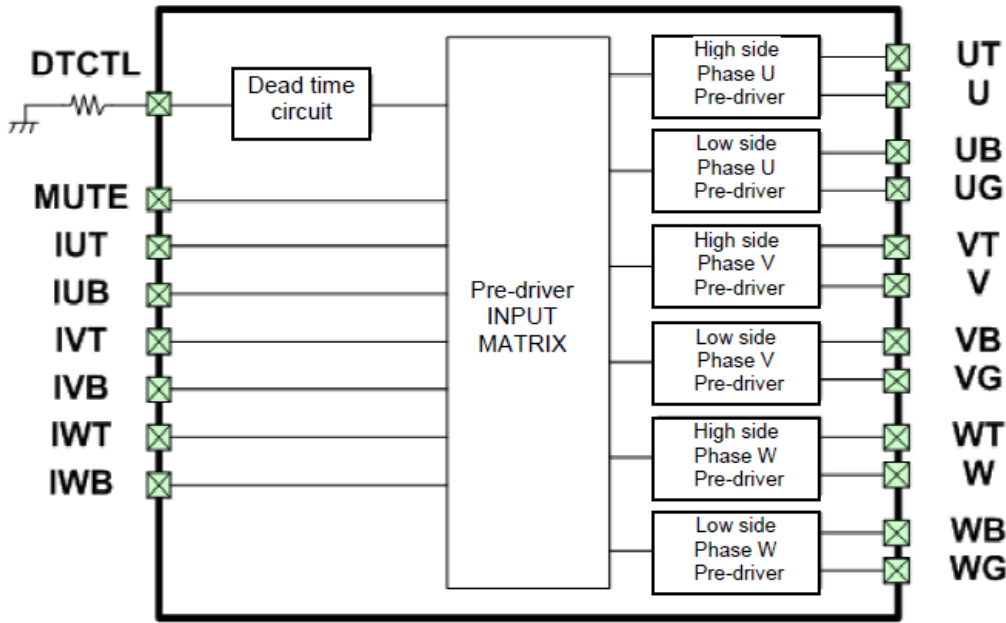 DTCTL
MUTE
IUT
IUB
IVT
IVB
IWT
IWB
Dead time
circuit
Pre-driver
INPUT
MATRIX
High side
Phase U
Pre-driver
Low side
Phase U
Pre-driver
High side
Phase V
Pre-driver
Low side
Phase V
Pre-driver
High side
Phase W
Pre-driver
Low side
Phase W
Pre-driver
UT
U
UB
UG
VT
V
VB
VG
WT
W
WB
WG